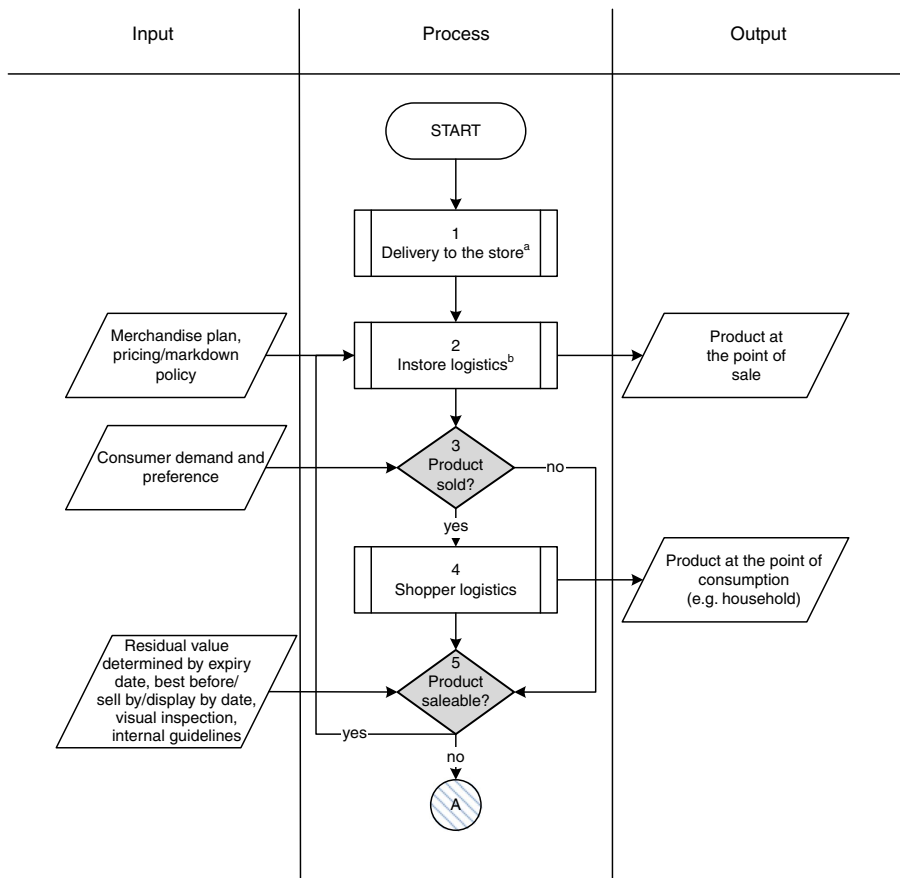 Input
Process
Output
START
1
Delivery to the storeᵃ
Merchandise plan,
pricing/markdown
policy
2
Instore logisticsᵇ
Product at
the point of
sale
Consumer demand and
preference
3
Product
sold?
no
yes
4
Shopper logistics
Product at the point of
consumption
(e.g. household)
Residual value
determined by expiry
date, best before/
sell by/display by date,
visual inspection,
internal guidelines
5
Product
saleable?
yes
no
A